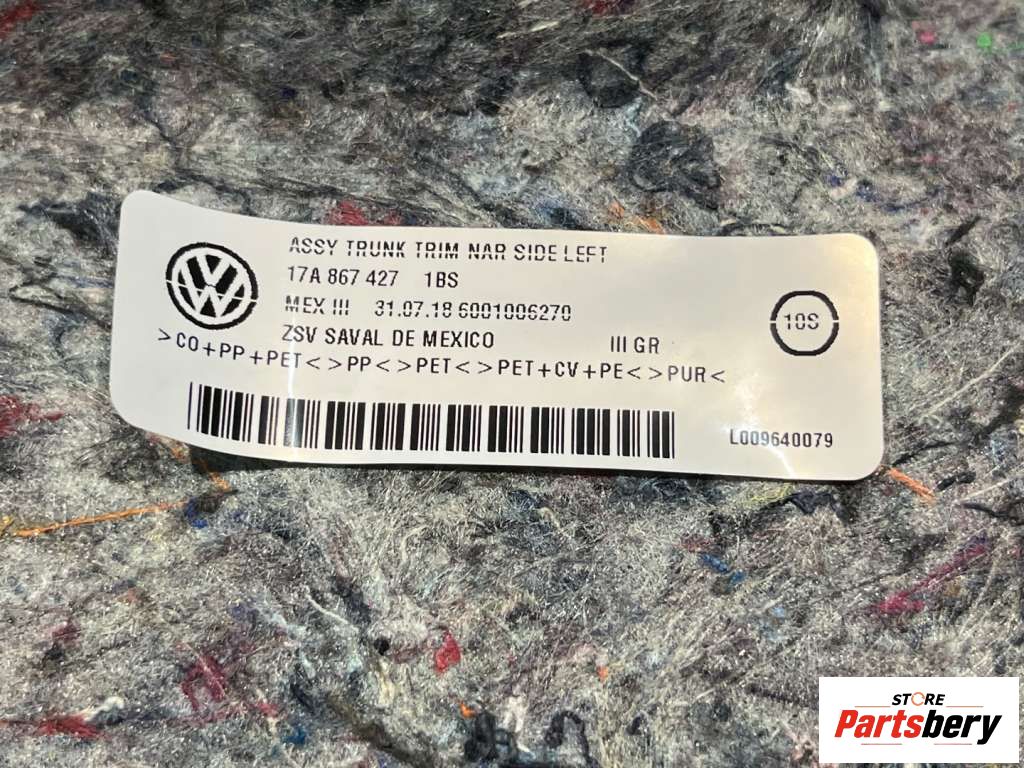 ASSY TRUNK TRIM NAR SIDE LEFT
17A 867 427 1BS
MEX III 31.07.18 6001006270
ZSV SAVAL DE MEXICO III GR
10S
>CO+PP+PET<>PP<>PET<>PET+CV+PE<>PUR<
L009640079
STORE
Partsbery